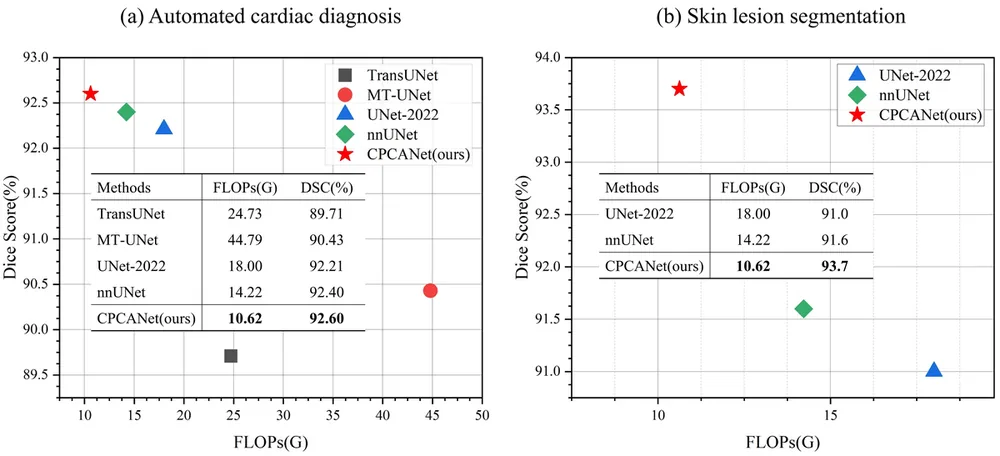 (a) Automated cardiac diagnosis
Dice Score(%)
93.0
92.5
92.0
91.5
91.0
90.5
90.0
89.5
TransUNet
MT-UNet
UNet-2022
nnUNet
CPCANet(ours)
Methods FLOPs(G) DSC(%)
TransUNet 24.73 89.71
MT-UNet 44.79 90.43
UNet-2022 18.00 92.21
nnUNet 14.22 92.40
CPCANet(ours) 10.62 92.60
10 15 20 25 30 35 40 45 50
FLOPs(G)
(b) Skin lesion segmentation
Dice Score(%)
94.0
93.5
93.0
92.5
92.0
91.5
91.0
UNet-2022
nnUNet
CPCANet(ours)
Methods FLOPs(G) DSC(%)
UNet-2022 18.00 91.0
nnUNet 14.22 91.6
CPCANet(ours) 10.62 93.7
10 15
FLOPs(G)